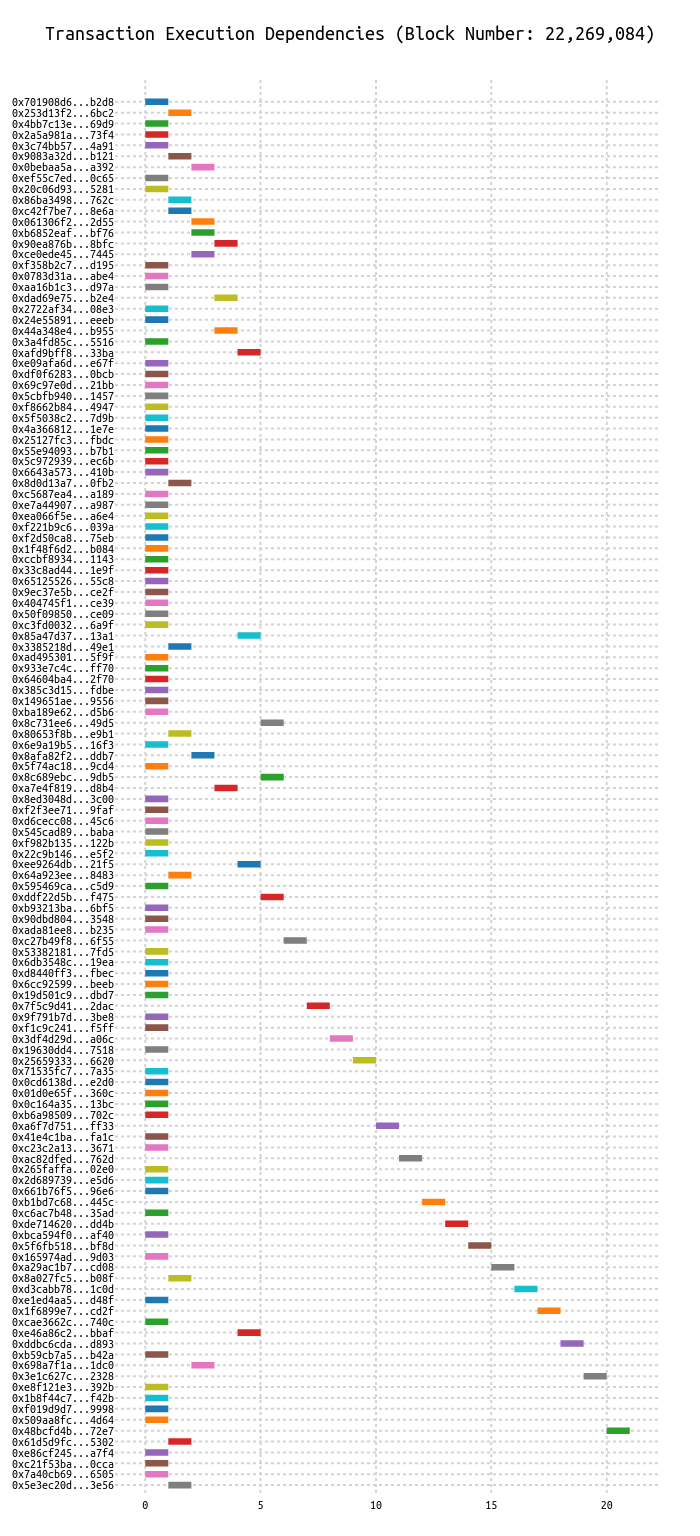 Transaction Execution Dependencies (Block Number: 22,269,084)
0x701908d6...b2d8
0x253d13f2...6bc2
0x4bb7c13e...69d9
0x2a5a981a...73f4
0x3c74bb57...4a91
0x9083a32d...b121
0x0bebaa5a...a392
0xef55c7ed...0c65
0x20c06d93...5281
0x86ba3498...762c
0xc42f7be7...8e6a
0x061306f2...2d55
0xb6852eaf...bf76
0x90ea876b...8bfc
0xce0ede45...7445
0xf358b2c7...d195
0x0783d31a...abe4
0xaa16b1c3...d97a
0xdad69e75...b2e4
0x2722af34...08e3
0x24e55891...eeeb
0x44a348e4...b955
0x3a4fd85c...5516
0xafd9bff8...33ba
0xe09afa6d...e67f
0xdf0f6283...0bcb
0x69c97e0d...21bb
0x5cbfb940...1457
0xf8662b84...4947
0x5f5038c2...7d9b
0x4a366812...1e7e
0x25127fc3...fbdc
0x55e94093...b7b1
0x5c972939...ec6b
0x6643a573...410b
0x8d0d13a7...0fb2
0xc5687ea4...a189
0xe7a44907...a987
0xea066f5e...a6e4
0xf221b9c6...039a
0xf2d50ca8...75eb
0x1f48f6d2...b084
0xccbf8934...1143
0x33c8ad44...1e9f
0x65125526...55c8
0x9ec37e5b...ce2f
0x404745f1...ce39
0x50f09850...ce09
0xc3fd0032...6a9f
0x85a47d37...13a1
0x3385218d...49e1
0xad495301...5f9f
0x933e7c4c...ff70
0x64604ba4...2f70
0x385c3d15...fdbe
0x149651ae...9556
0xba189e62...d5b6
0x8c731ee6...49d5
0x80653f8b...e9b1
0x6e9a19b5...16f3
0x8afa82f2...ddb7
0x5f74ac18...9cd4
0x8c689ebc...9db5
0xa7e4f819...d8b4
0x8ed3048d...3c00
0xf2f3ee71...9faf
0xd6cecc08...45c6
0x545cad89...baba
0xf982b135...122b
0x22c9b146...e5f2
0xee9264db...21f5
0x64a923ee...8483
0x595469ca...c5d9
0xddf22d5b...f475
0xb93213ba...6bf5
0x90dbd804...3548
0xada81ee8...b235
0xc27b49f8...6f55
0x53382181...7fd5
0x6db3548c...19ea
0xd8440ff3...fbec
0x6cc92599...beeb
0x19d501c9...dbd7
0x7f5c9d41...2dac
0x9f791b7d...3be8
0xf1c9c241...f5ff
0x3df4d29d...a06c
0x19630dd4...7518
0x25659333...6620
0x71535fc7...7a35
0x0cd6138d...e2d0
0x01d0e65f...360c
0x0c164a35...13bc
0xb6a98509...702c
0xa6f7d751...ff33
0x41e4c1ba...fa1c
0xc23c2a13...3671
0xac82dfed...762d
0x265faffa...02e0
0x2d689739...e5d6
0x661b76f5...96e6
0xb1bd7c68...445c
0xc6ac7b48...35ad
0xde714620...dd4b
0xbca594f0...af40
0x5f6fb518...bf8d
0x165974ad...9d03
0xa29ac1b7...cd08
0x8a027fc5...b08f
0xd3cabb78...1c0d
0xe1ed4aa5...d48f
0x1f6899e7...cd2f
0xcae3662c...740c
0xe46a86c2...bbaf
0xddbc6cda...d893
0xb59cb7a5...b42a
0x698a7f1a...1dc0
0x3e1c627c...2328
0xe8f121e3...392b
0x1b8f44c7...f42b
0xf019d9d7...9998
0x509aa8fc...4d64
0x48bcfd4b...72e7
0x61d5d9fc...5302
0xe86cf245...a7f4
0xc21f53ba...0cca
0x7a40cb69...6505
0x5e3ec20d...3e56
0 5 10 15 20